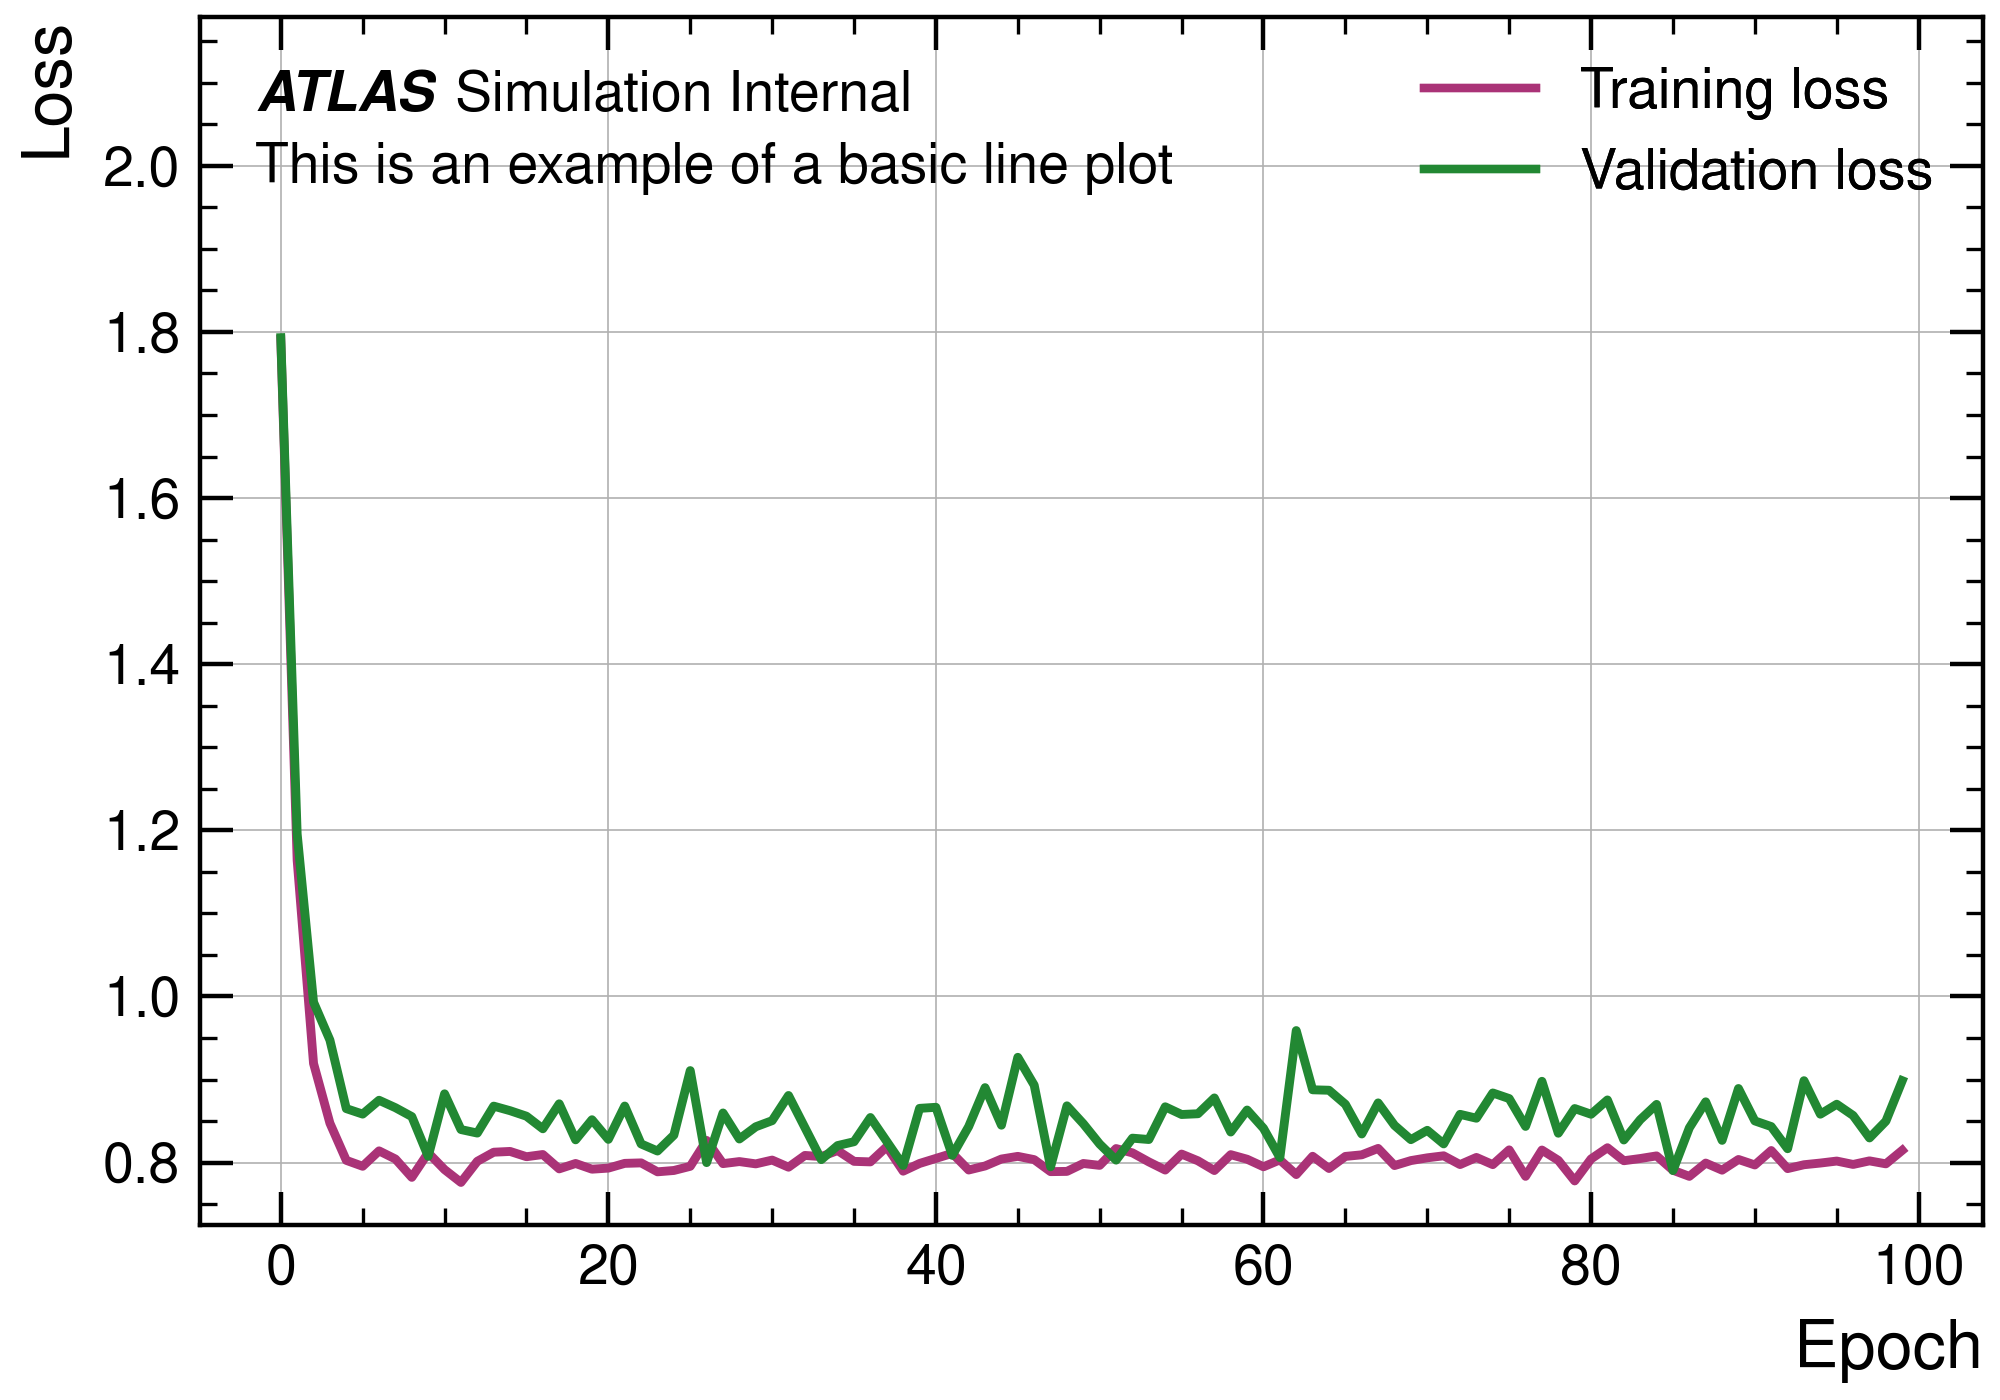 Loss
ATLAS Simulation Internal
This is an example of a basic line plot
Training loss
Validation loss
2.0
1.8
1.6
1.4
1.2
1.0
0.8
0 20 40 60 80 100
Epoch